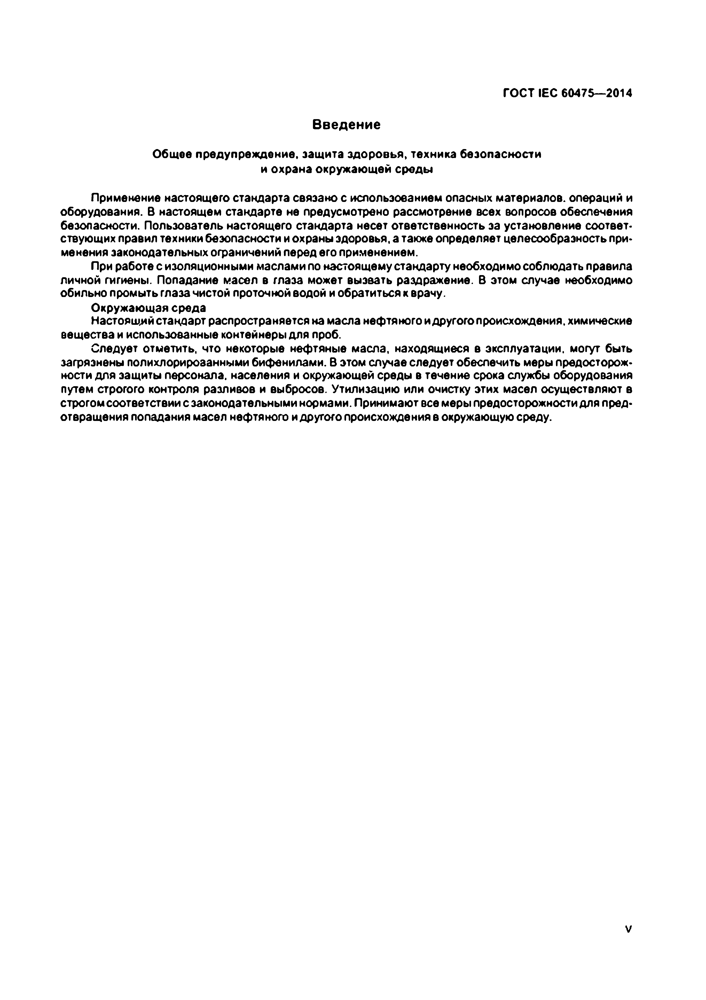 ГОСТ IEC 60475—2014
Введение
Общее предупреждение, защита здоровья, техника безопасности
и охрана окружающей среды
Применение настоящего стандарта связано с использованием опасных материалов, операций и
оборудования. В настоящем стандарте не предусмотрено рассмотрение всех вопросов обеспечения
безопасности. Пользователь настоящего стандарта несет ответственность за установление соответ-
ствующих правил техники безопасности и охраны здоровья, а также определяет целесообразность при-
менения законодательных ограничений перед его применением.
При работе с изоляционными маслами по настоящему стандарту необходимо соблюдать правила
личной гигиены. Попадание масел в глаза может вызвать раздражение. В этом случае необходимо
обильно промыть глаза чистой проточной водой и обратиться к врачу.
Окружающая среда
Настоящий стандарт распространяется на масла нефтяного и другого происхождения, химические
вещества и использованные контейнеры для проб.
Следует отметить, что некоторые нефтяные масла, находящиеся в эксплуатации, могут быть
загрязнены полихлорированными бифенилами. В этом случае следует обеспечить меры предосторож-
ности для защиты персонала, населения и окружающей среды в течение срока службы оборудования
путем строгого контроля разливов и выбросов. Утилизацию или очистку этих масел осуществляют в
строгом соответствии с законодательными нормами. Принимают все меры предосторожности для пред-
отвращения попадания масел нефтяного и другого происхождения в окружающую среду.
V